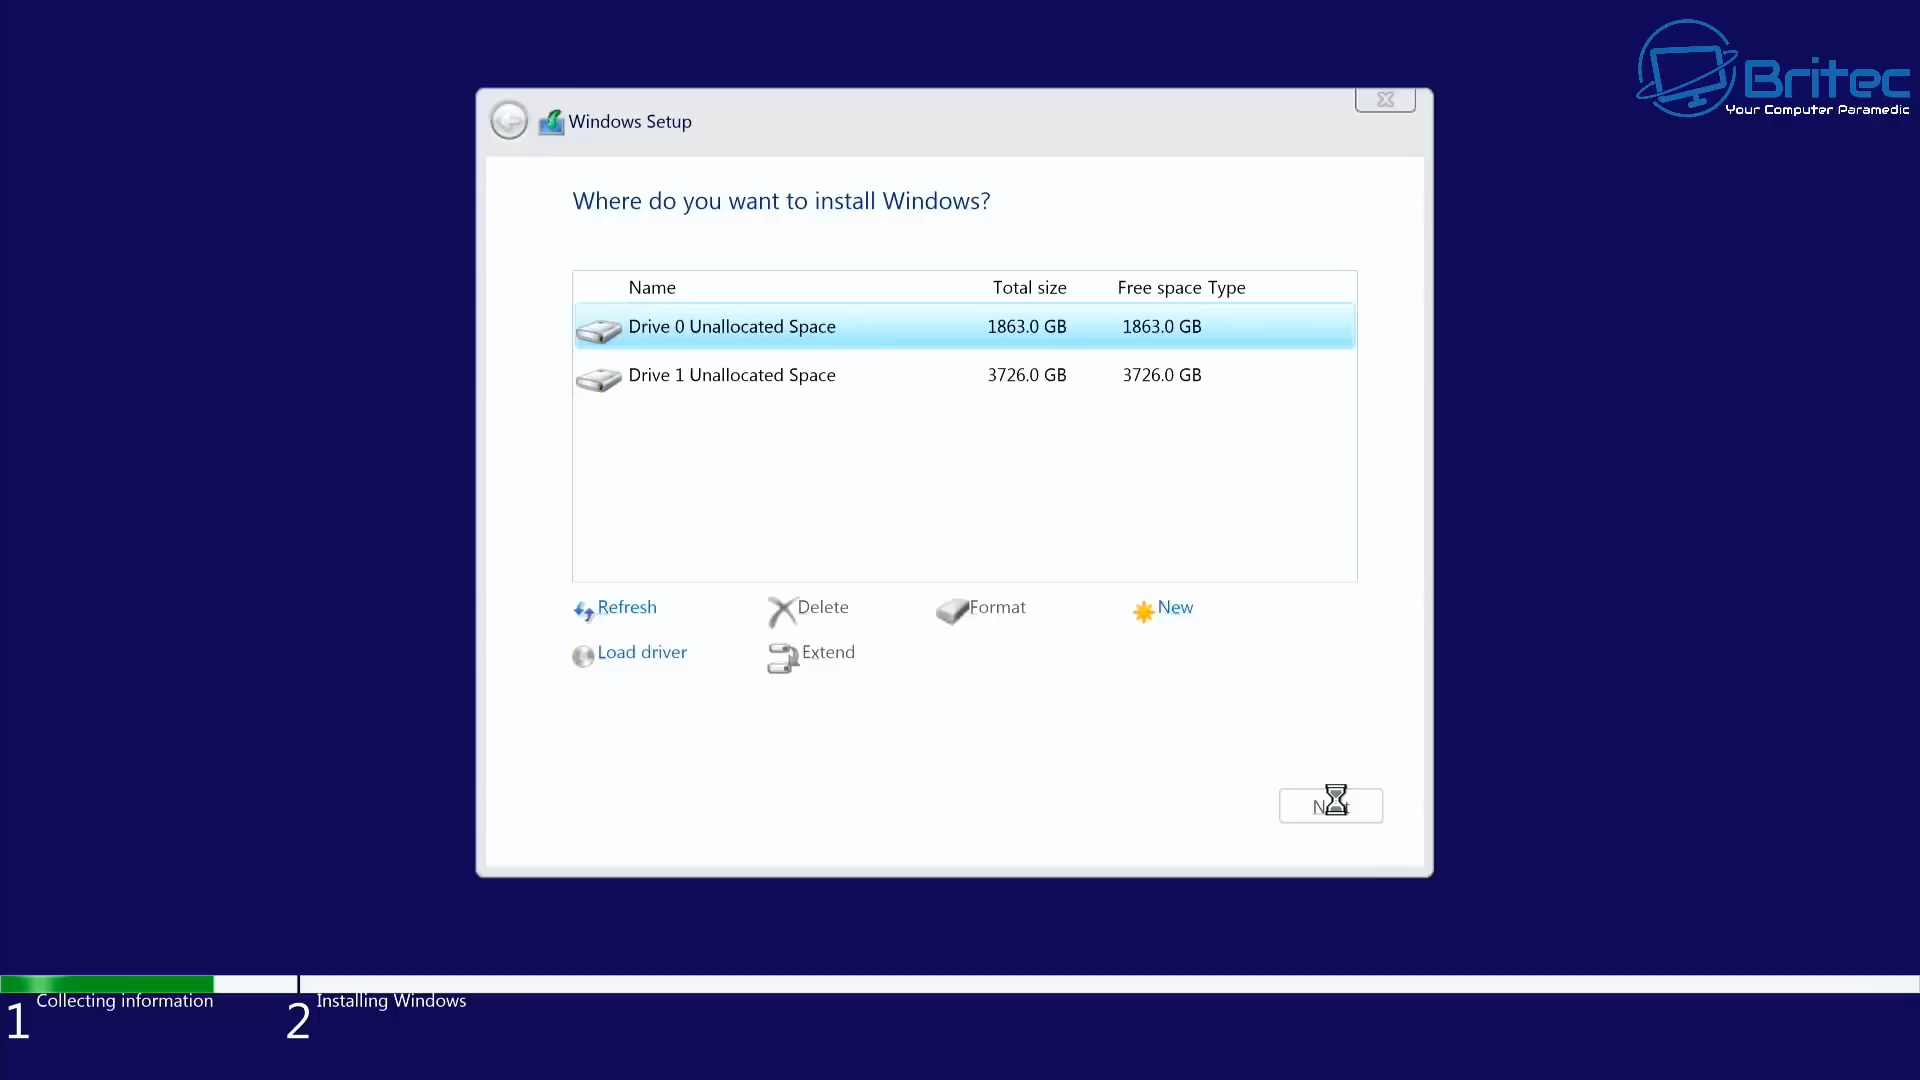 Britec
Your Computer Paramedic
Windows Setup
Where do you want to install Windows?
Name Total size Free space Type
Drive 0 Unallocated Space 1863.0 GB 1863.0 GB
Drive 1 Unallocated Space 3726.0 GB 3726.0 GB
Refresh Delete Format New
Load driver Extend
1 Collecting information 2 Installing Windows